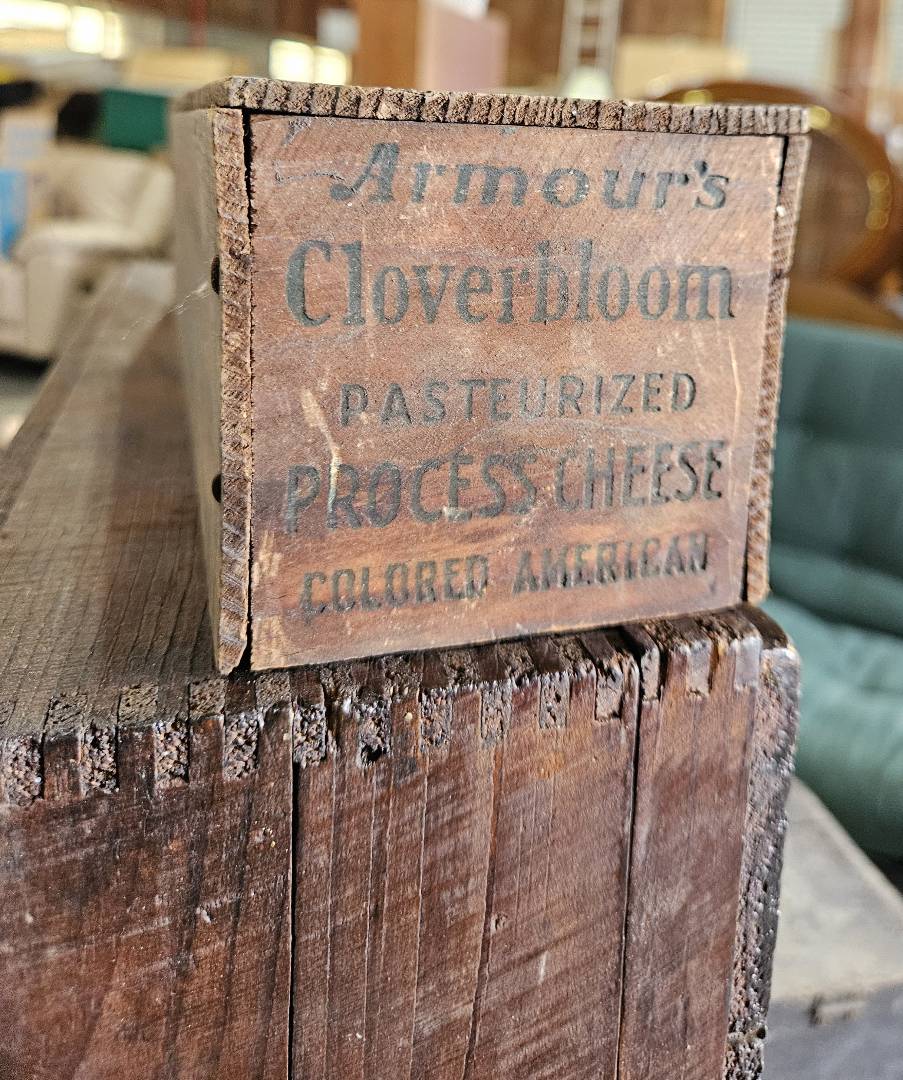 Armour's
Cloverbloom
PASTEURIZED
PROCESS CHEESE
COLORED AMERICAN